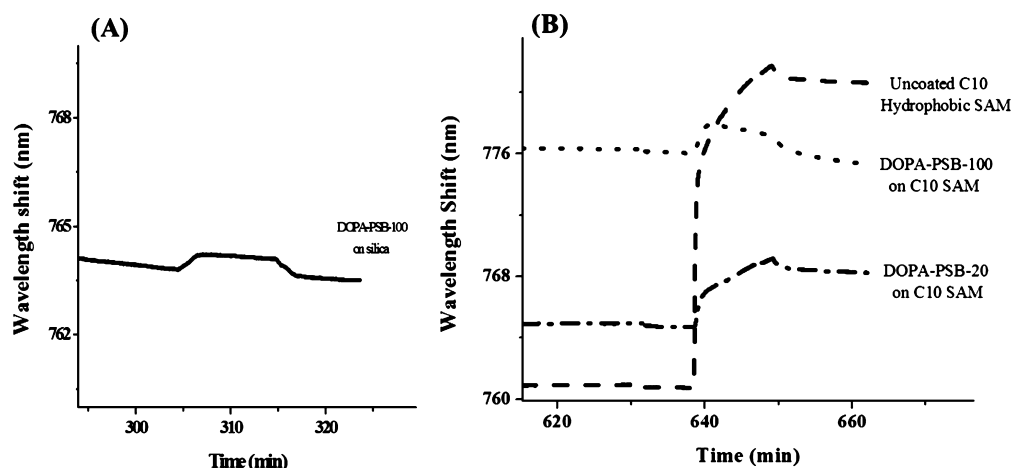 (A)
Wavelength shift (nm)
768
765
762
DOPA-PSB-100
on silica
300
310
320
Time (min)
(B)
Wavelength Shift (nm)
776
768
760
Uncoated C10
Hydrophobic SAM
DOPA-PSB-100
on C10 SAM
DOPA-PSB-20
on C10 SAM
620
640
660
Time (min)